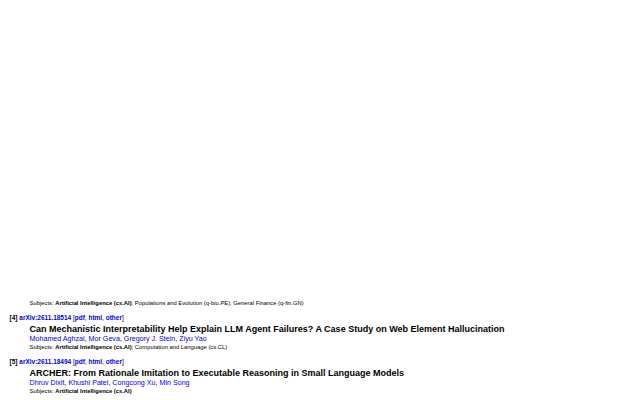 Subjects: Artificial Intelligence (cs.AI); Populations and Evolution (q-bio.PE); General Finance (q-fin.GN)
[4] arXiv:2611.18514 [pdf, html, other]
Can Mechanistic Interpretability Help Explain LLM Agent Failures? A Case Study on Web Element Hallucination
Mohamed Aghzal, Mor Geva, Gregory J. Stein, Ziyu Yao
Subjects: Artificial Intelligence (cs.AI); Computation and Language (cs.CL)
[5] arXiv:2611.18494 [pdf, html, other]
ARCHER: From Rationale Imitation to Executable Reasoning in Small Language Models
Dhruv Dixit, Khushi Patel, Congcong Xu, Min Song
Subjects: Artificial Intelligence (cs.AI)